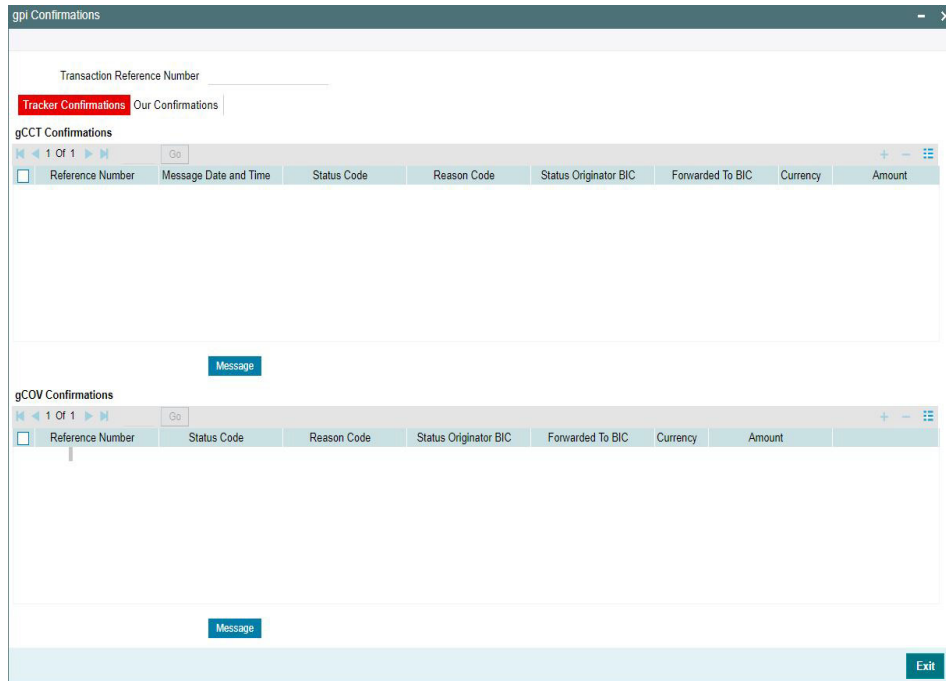 gpi Confirmations
Transaction Reference Number
Tracker Confirmations Our Confirmations
gCCT Confirmations
1 Of 1 Go
Reference Number Message Date and Time Status Code Reason Code Status Originator BIC Forwarded To BIC Currency Amount
Message
gCOV Confirmations
1 Of 1 Go
Reference Number Status Code Reason Code Status Originator BIC Forwarded To BIC Currency Amount
Message
Exit